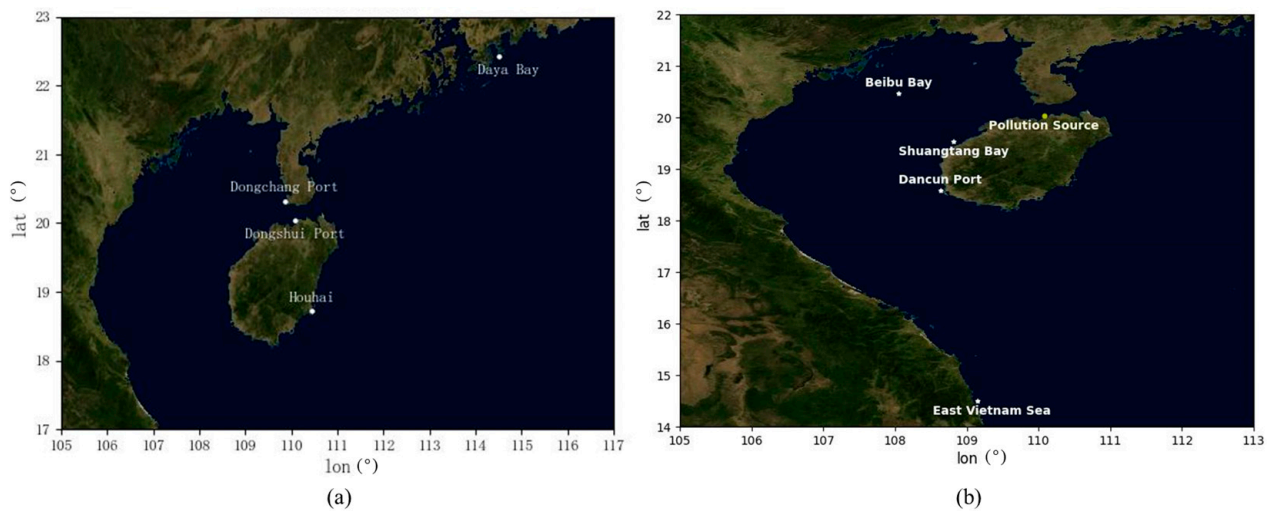 23
22
21
20
19
18
17
lat (°)
Daya Bay
Dongchang Port
Dongshui Port
Houhai
105 106 107 108 109 110 111 112 113 114 115 116 117
lon (°)
(a)
22
21
20
19
18
17
16
15
14
lat (°)
Beibu Bay
Pollution Source
Shuangtang Bay
Dancun Port
East Vietnam Sea
105 106 107 108 109 110 111 112 113
lon (°)
(b)